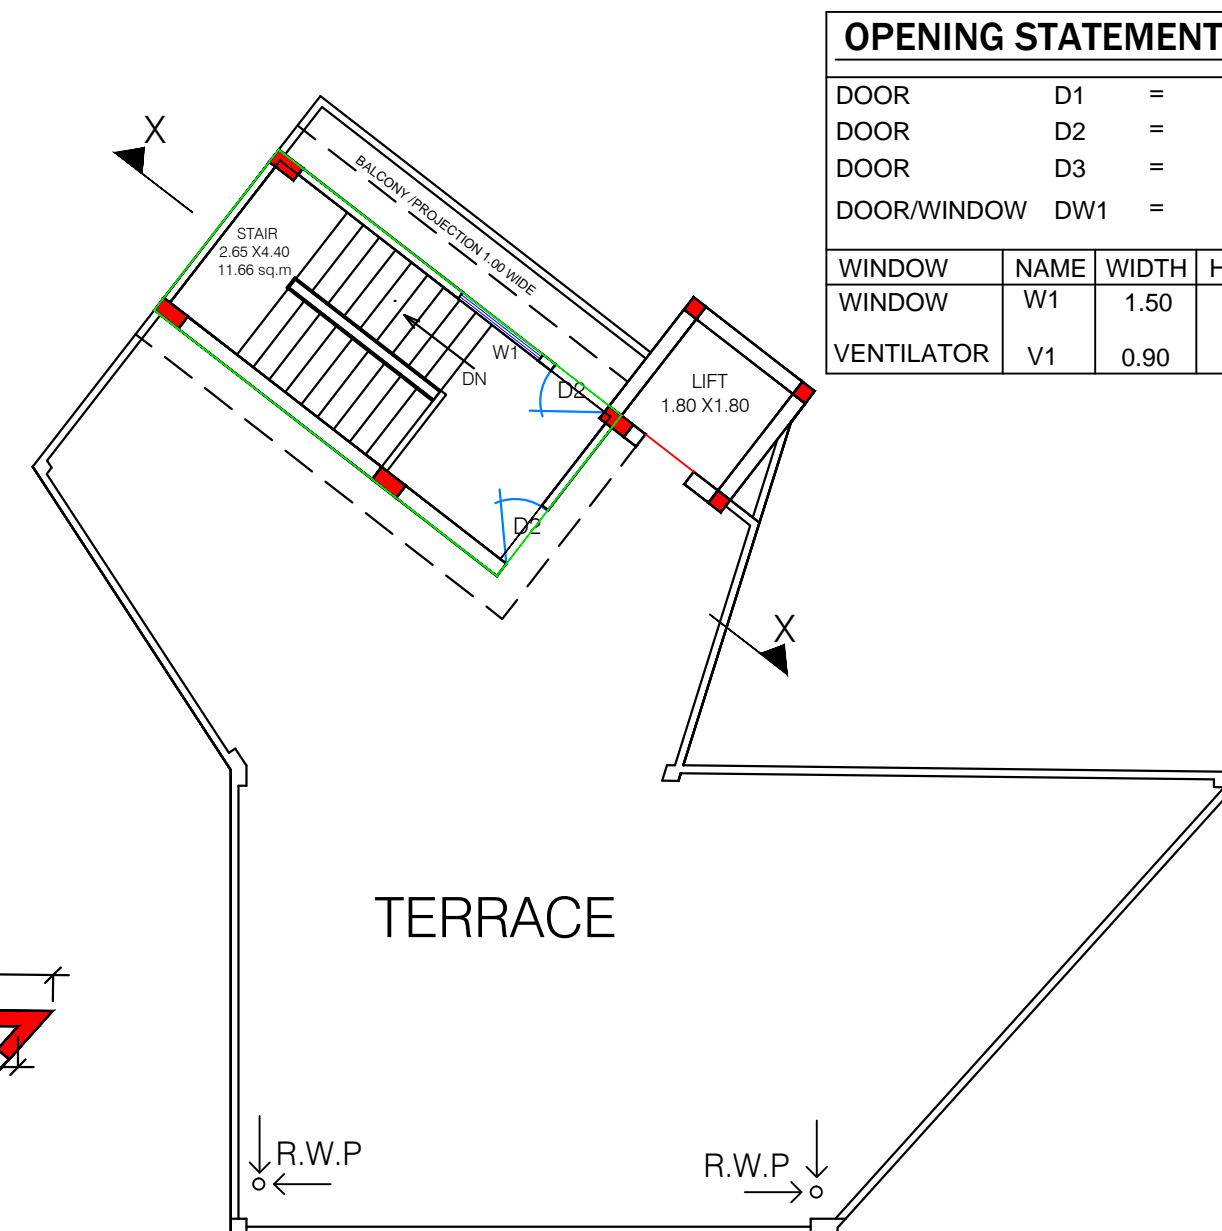 OPENING STATEMENT
DOOR D1 =
DOOR D2 =
DOOR D3 =
DOOR/WINDOW DW1 =
WINDOW NAME WIDTH H
WINDOW W1 1.50
VENTILATOR V1 0.90
X
BALCONY /PROJECTION 1.00 WIDE
STAIR
2.65 X4.40
11.66 sq.m
W1
DN
D2
LIFT
1.80 X1.80
D2
X
TERRACE
R.W.P
R.W.P